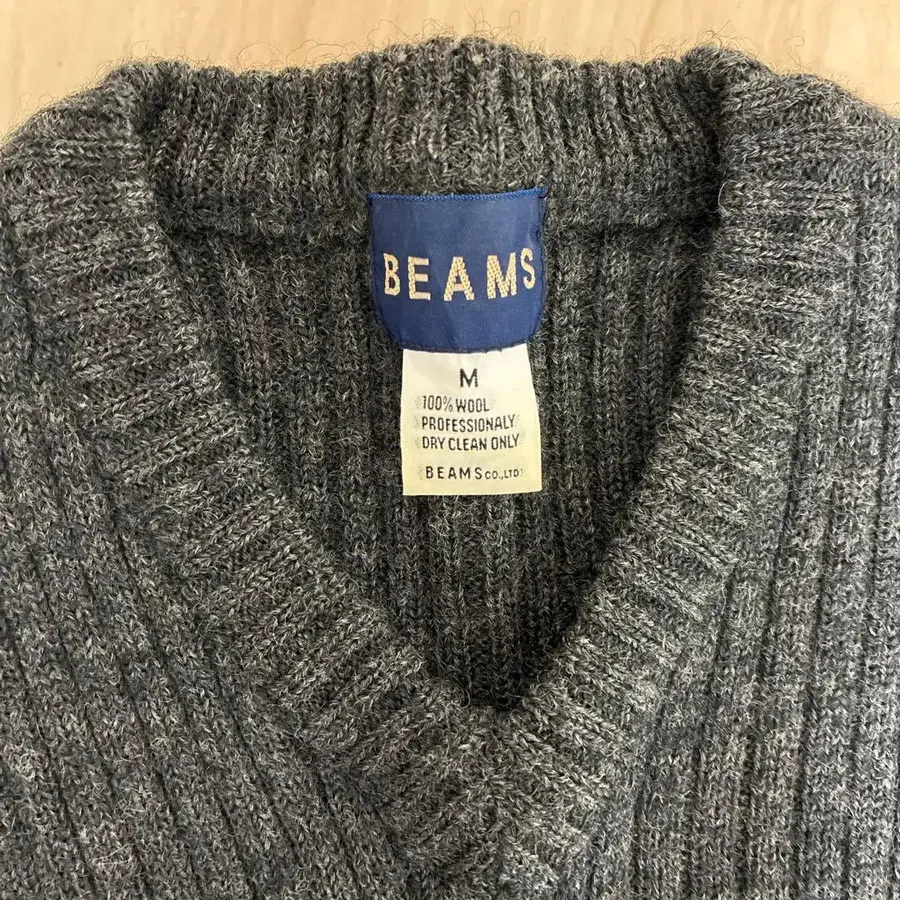 BEAMS
M
100% WOOL
PROFESSIONALY
DRY CLEAN ONLY
BEAMS CO.,LTD.